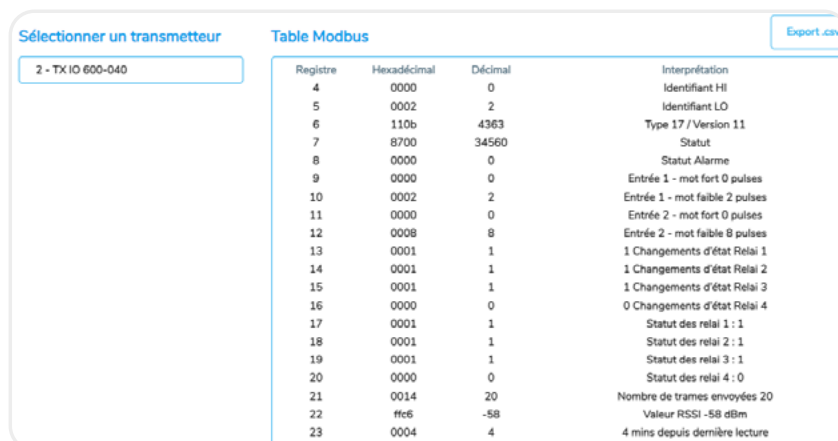 Sélectionner un transmetteur
Table Modbus
Export .csv
2 - TX IO 600-040
Registre Hexadécimal Décimal Interprétation
4 0000 0 Identifiant HI
5 0002 2 Identifiant LO
6 110b 4363 Type 17 / Version 11
7 8700 34560 Statut
8 0000 0 Statut Alarme
9 0000 0 Entrée 1 - mot fort 0 pulses
10 0002 2 Entrée 1 - mot faible 2 pulses
11 0000 0 Entrée 2 - mot fort 0 pulses
12 0008 8 Entrée 2 - mot faible 8 pulses
13 0001 1 1 Changements d'état Relai 1
14 0001 1 1 Changements d'état Relai 2
15 0001 1 1 Changements d'état Relai 3
16 0000 0 0 Changements d'état Relai 4
17 0001 1 Statut des relai 1 : 1
18 0001 1 Statut des relai 2 : 1
19 0001 1 Statut des relai 3 : 1
20 0000 0 Statut des relai 4 : 0
21 0014 20 Nombre de trames envoyées 20
22 ffc6 -58 Valeur RSSI -58 dBm
23 0004 4 4 mins depuis dernière lecture